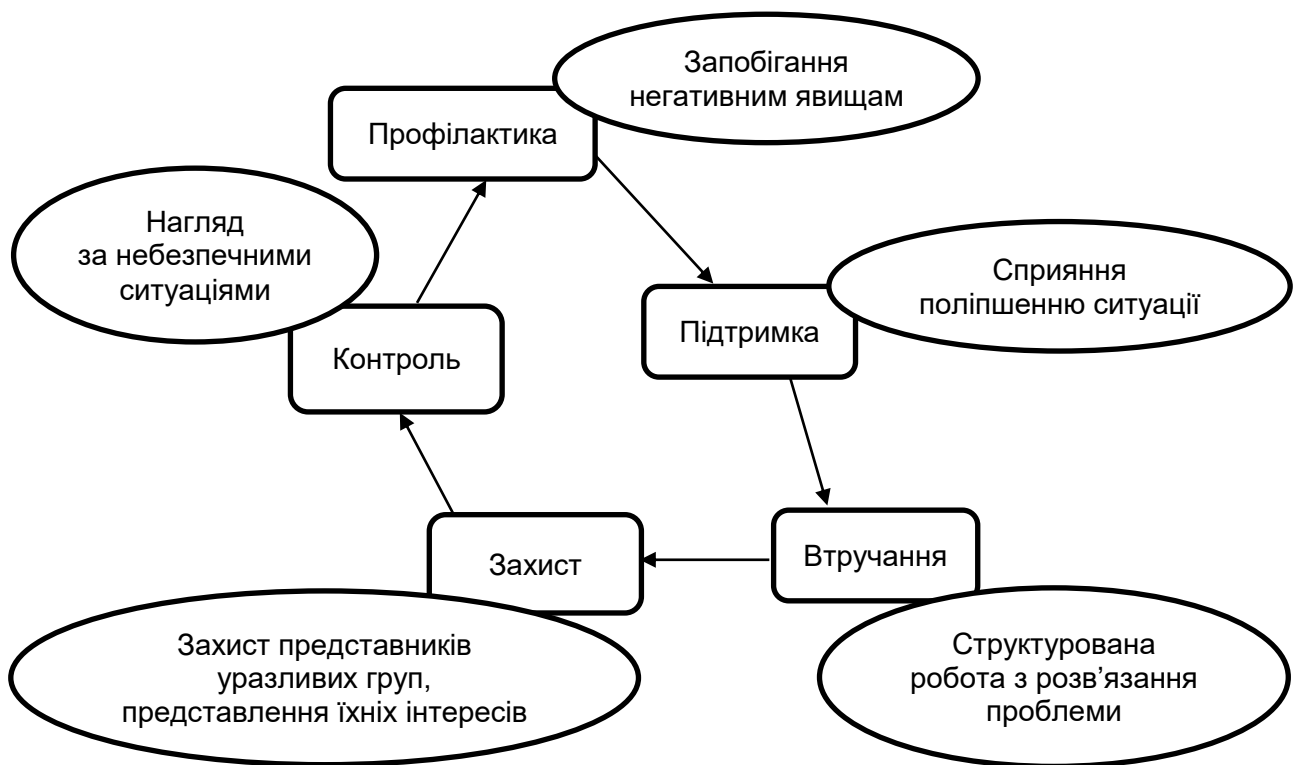 Запобігання
негативним явищам
Профілактика
Нагляд
за небезпечними
ситуаціями
Контроль
Сприяння
поліпшенню ситуації
Підтримка
Втручання
Структурована
робота з розв’язання
проблеми
Захист
Захист представників
уразливих груп,
представлення їхніх інтересів